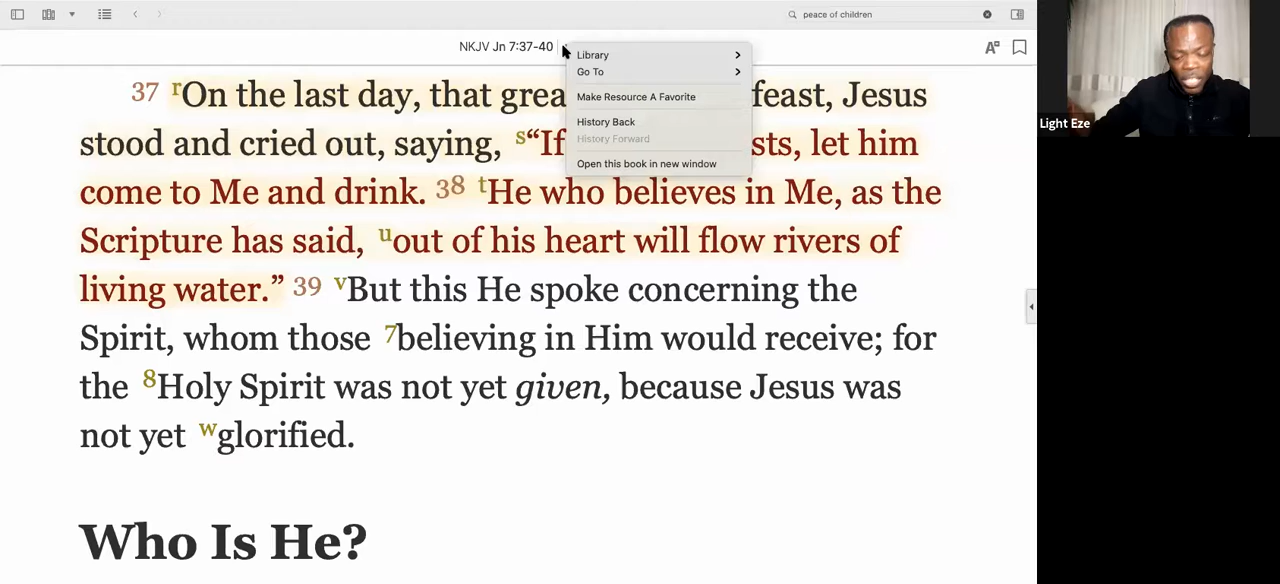 peace of children
NKJV Jn 7:37-40
Library
Go To
Make Resource A Favorite
History Back
History Forward
Open this book in new window
37 rOn the last day, that grea feast, Jesus
stood and cried out, saying, s“If sts, let him
come to Me and drink. 38 tHe who believes in Me, as the
Scripture has said, uout of his heart will flow rivers of
living water.” 39 vBut this He spoke concerning the
Spirit, whom those 7believing in Him would receive; for
the 8Holy Spirit was not yet given, because Jesus was
not yet wglorified.
Who Is He?
Light Eze